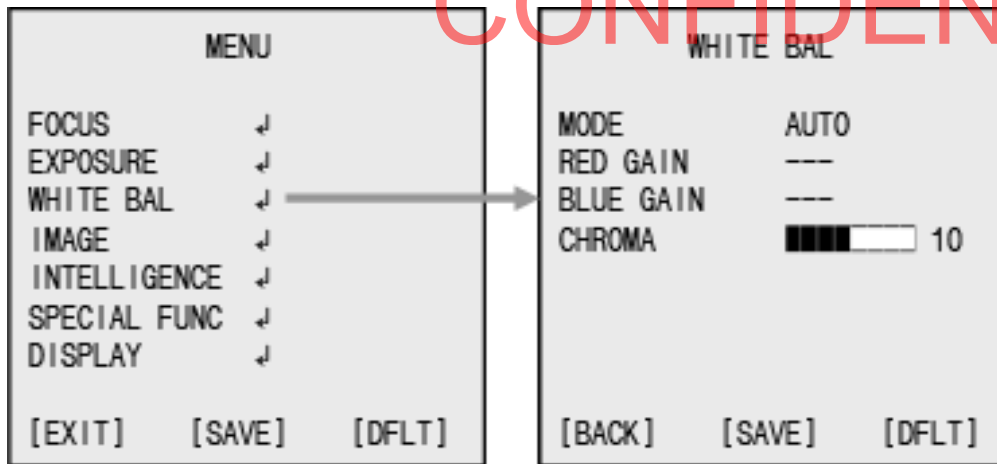 CONFIDEN
MENU
FOCUS ↲
EXPOSURE ↲
WHITE BAL ↲
IMAGE ↲
INTELLIGENCE ↲
SPECIAL FUNC ↲
DISPLAY ↲
[EXIT] [SAVE] [DFLT]
WHITE BAL
MODE AUTO
RED GAIN ---
BLUE GAIN ---
CHROMA 10
[BACK] [SAVE] [DFLT]